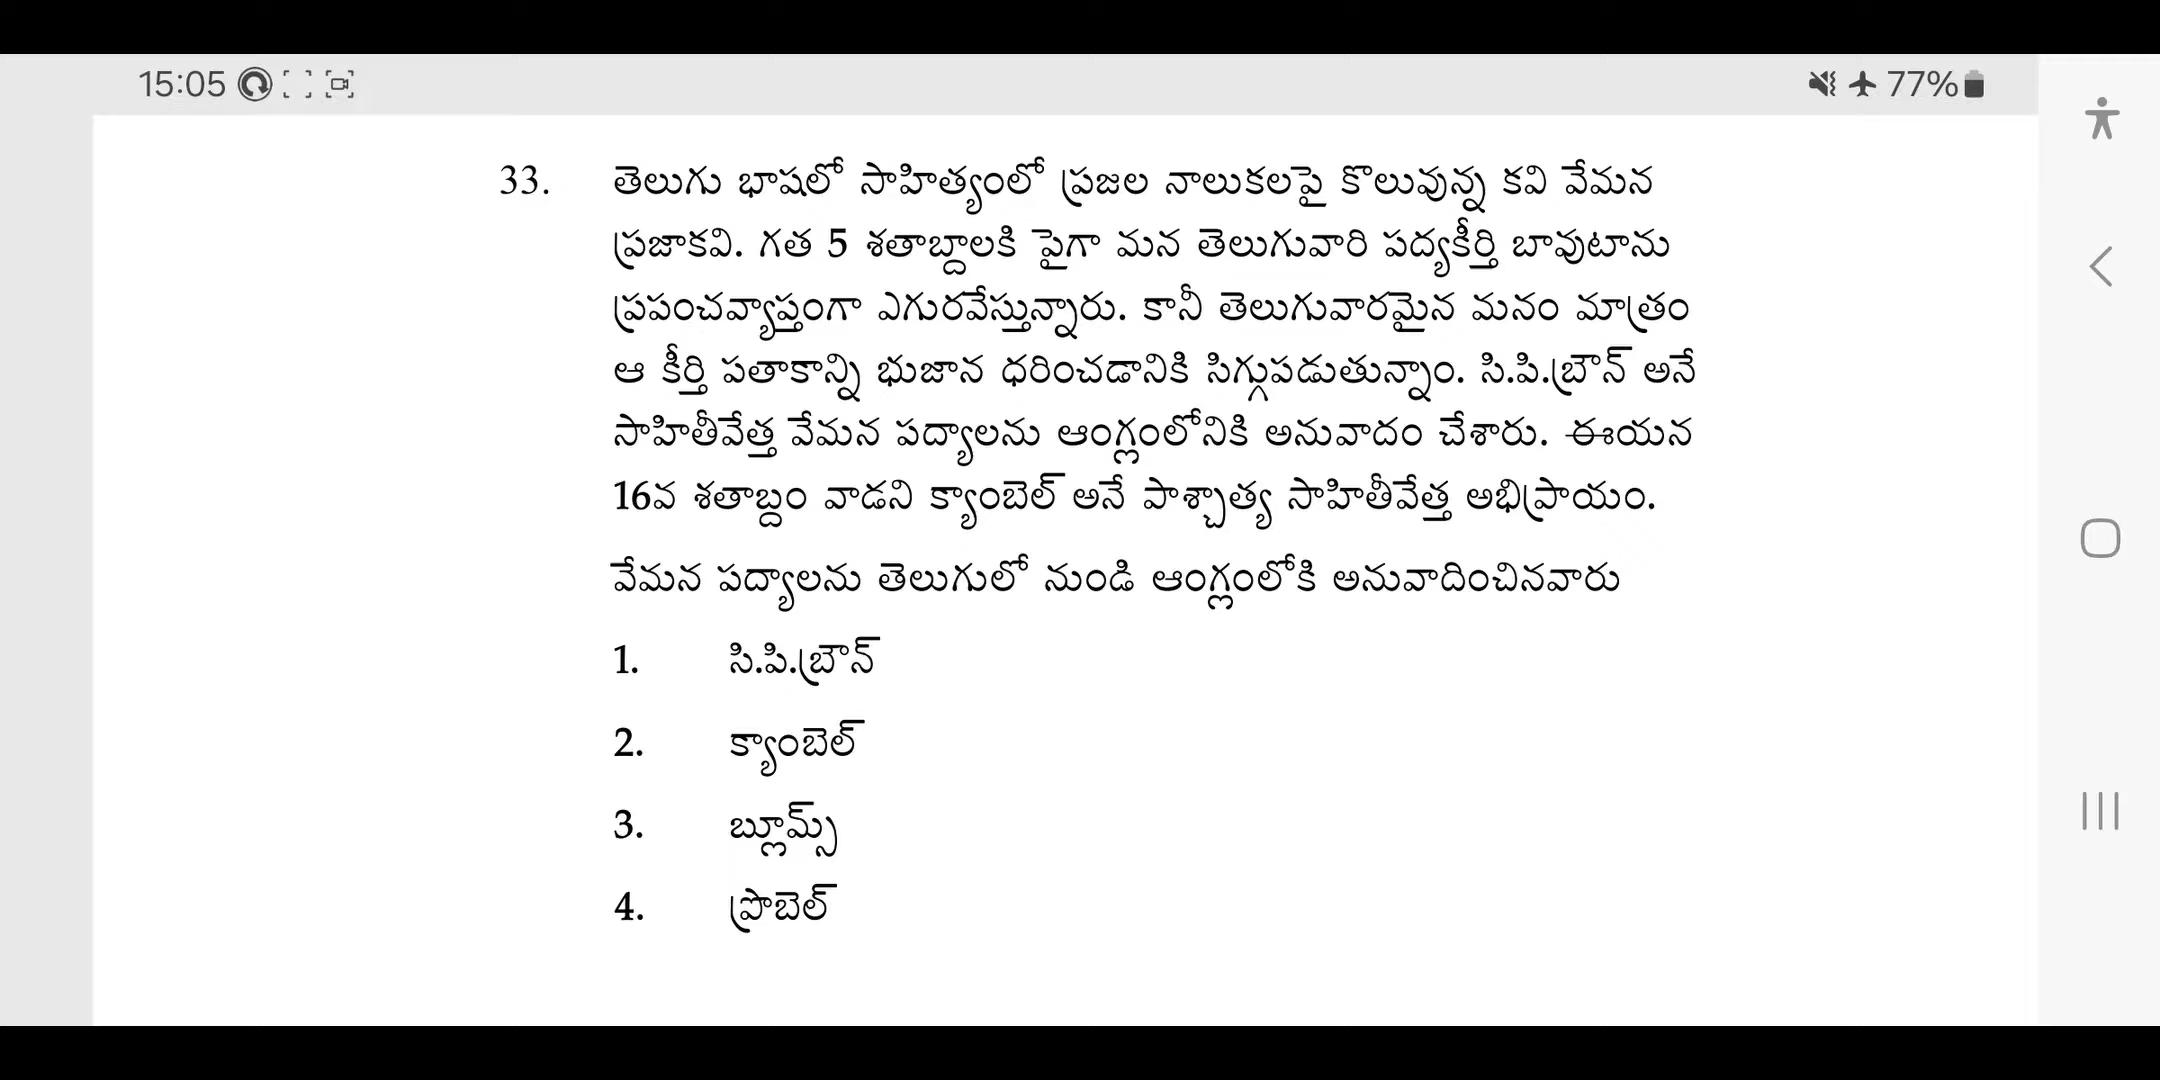 15:05
77%
33. తెలుగు భాషలో సాహిత్యంలో ప్రజల నాలుకలపై కొలువున్న కవి వేమన
ప్రజాకవి. గత 5 శతాబ్దాలకి పైగా మన తెలుగువారి పద్యకీర్తి బావుటాను
ప్రపంచవ్యాప్తంగా ఎగురవేస్తున్నారు. కానీ తెలుగువారమైన మనం మాత్రం
ఆ కీర్తి పతాకాన్ని భుజాన ధరించడానికి సిగ్గుపడుతున్నాం. సి.పి.బ్రౌన్ అనే
సాహితీవేత్త వేమన పద్యాలను ఆంగ్లంలోనికి అనువాదం చేశారు. ఈయన
16వ శతాబ్దం వాడని క్యాంబెల్ అనే పాశ్చాత్య సాహితీవేత్త అభిప్రాయం.
వేమన పద్యాలను తెలుగులో నుండి ఆంగ్లంలోకి అనువాదించినవారు
1. సి.పి.బ్రౌన్
2. క్యాంబెల్
3. బ్లూమ్స్
4. ప్రొబెల్